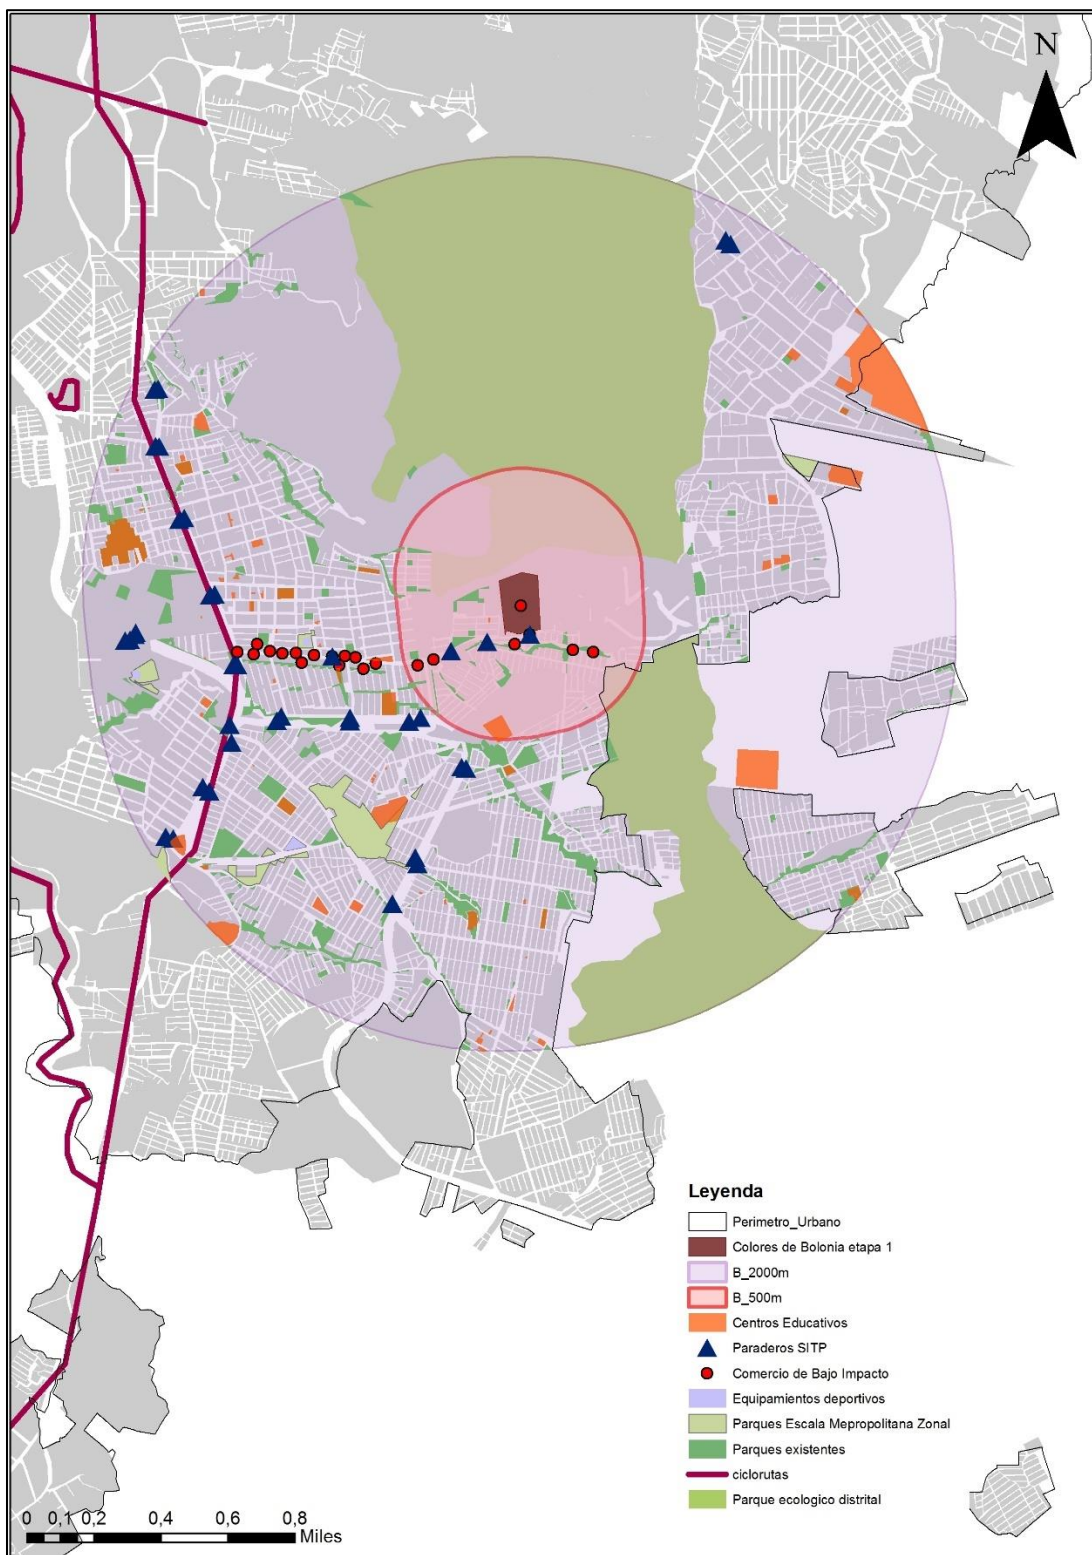 N
Leyenda
Perimetro_Urbano
Colores de Bolonia etapa 1
B_2000m
B_500m
Centros Educativos
Paraderos SITP
Comercio de Bajo Impacto
Equipamientos deportivos
Parques Escala Mepropolitana Zonal
Parques existentes
ciclorutas
Parque ecologico distrital
0 0,1 0,2 0,4 0,6 0,8
Miles